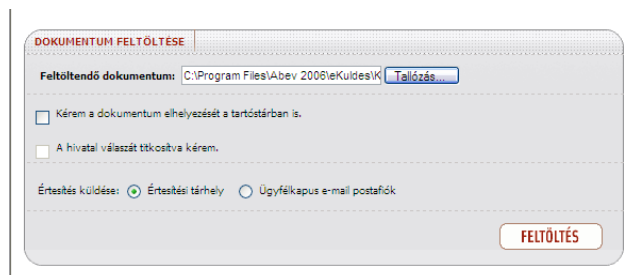 DOKUMENTUM FELTÖLTÉSE
Feltöltendő dokumentum: C:\Program Files\Abev 2006\eKuldes\K Tallózás...
Kérem a dokumentum elhelyezését a tartóstárban is.
A hivatal válaszát titkosítva kérem.
Értesítés küldése: Értesítési tárhely Ügyfélkapus e-mail postafiók
FELTÖLTÉS